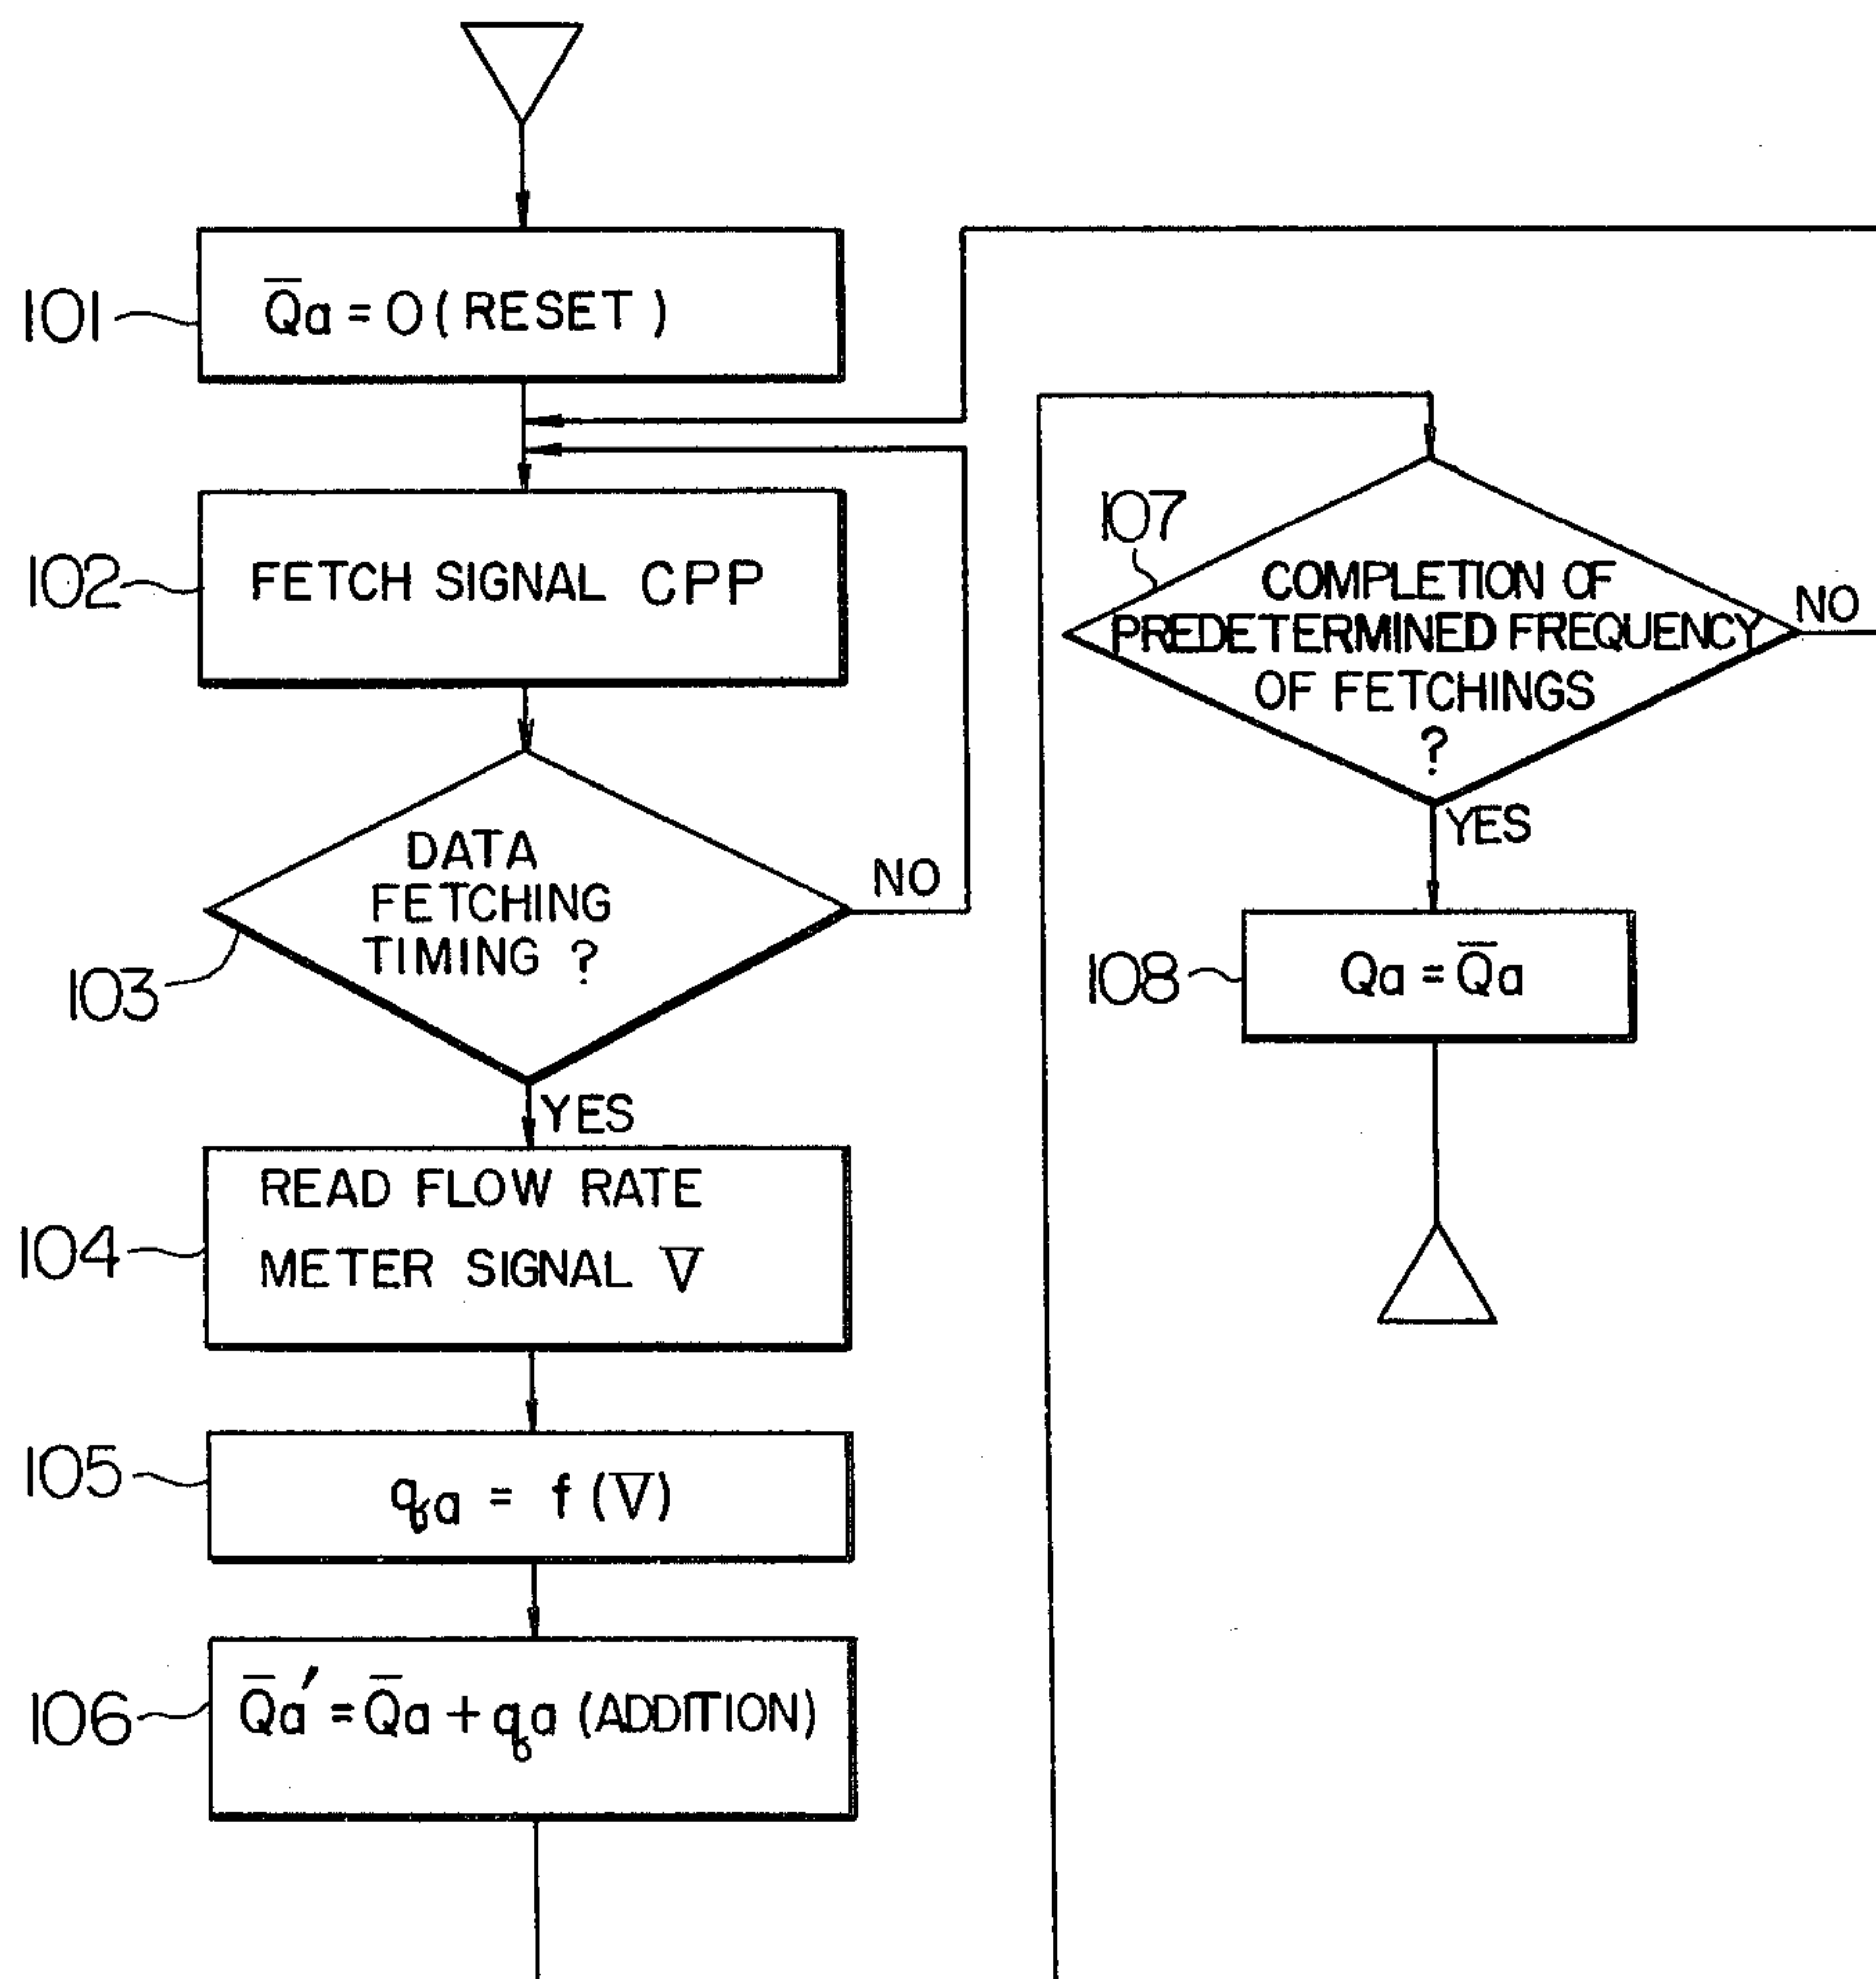 101
Q̅a = 0 (RESET)
102
FETCH SIGNAL CPP
103
DATA
FETCHING
TIMING ?
NO
YES
104
READ FLOW RATE
METER SIGNAL V
105
qa = f (V)
106
Q̅a′ = Q̅a + qa (ADDITION)
107
COMPLETION OF
PREDETERMINED FREQUENCY
OF FETCHINGS
?
NO
YES
108
Qa = Q̅a